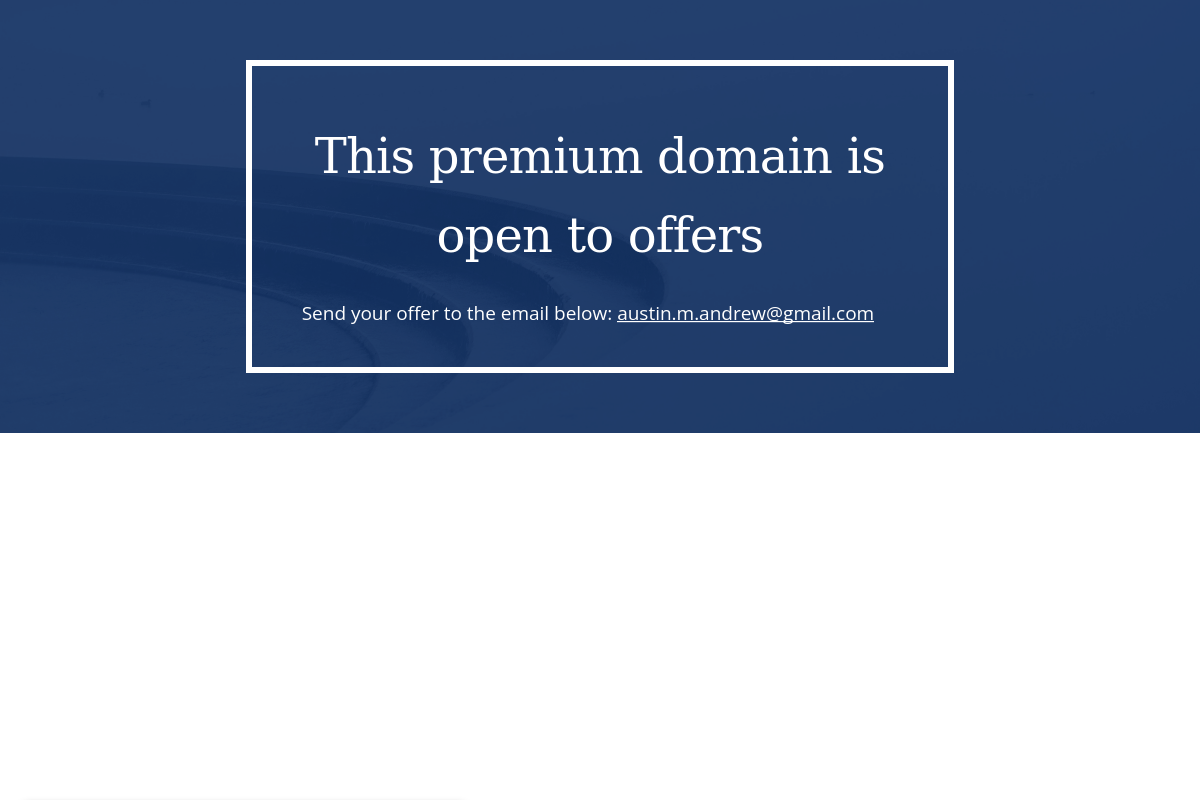 This premium domain is
open to offers
Send your offer to the email below: austin.m.andrew@gmail.com